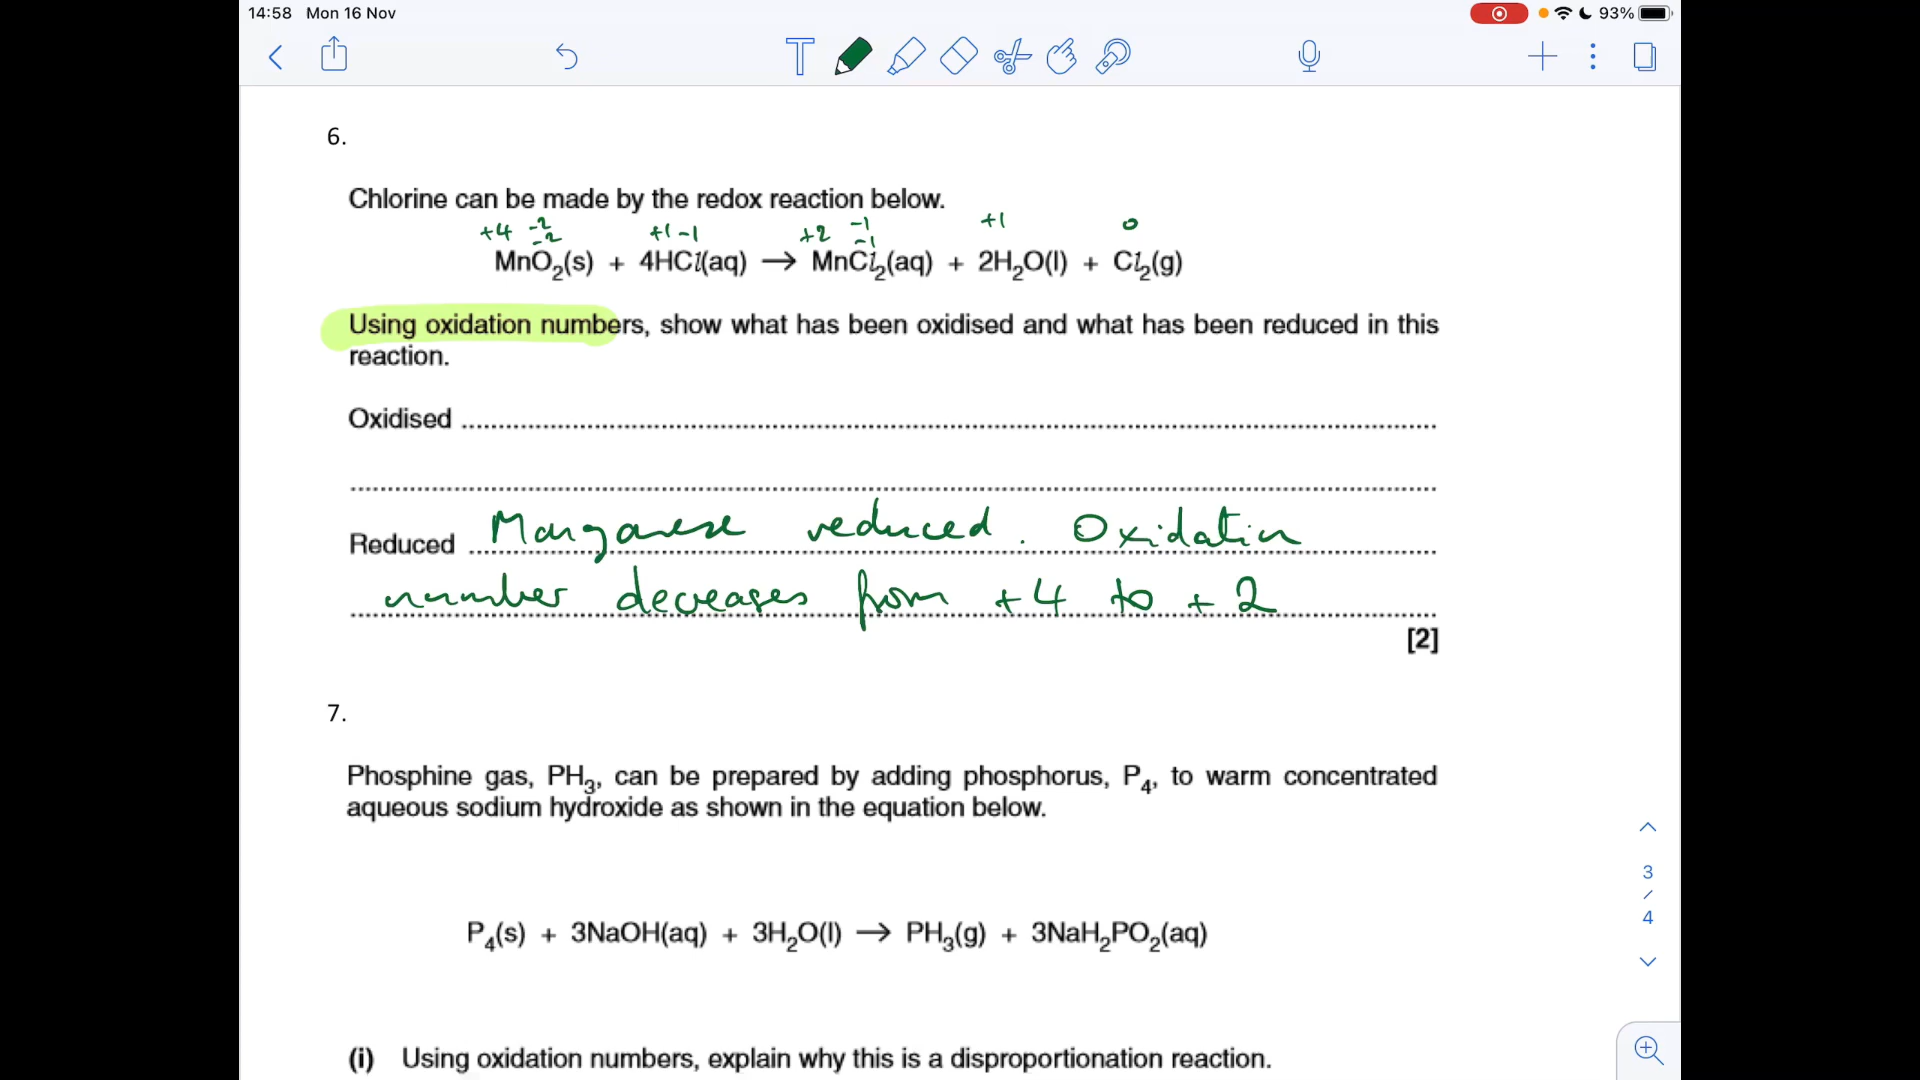 14:58 Mon 16 Nov 93%
T
6.
Chlorine can be made by the redox reaction below.
+4 -2 +1 -1 +2 -1 +1 0
-2 -1
MnO₂(s) + 4HCl(aq) → MnCl₂(aq) + 2H₂O(l) + Cl₂(g)
Using oxidation numbers, show what has been oxidised and what has been reduced in this
reaction.
Oxidised
Reduced Manganese reduced. Oxidation
number decreases from +4 to +2
[2]
7.
Phosphine gas, PH₃, can be prepared by adding phosphorus, P₄, to warm concentrated
aqueous sodium hydroxide as shown in the equation below.
3
/
4
P₄(s) + 3NaOH(aq) + 3H₂O(l) → PH₃(g) + 3NaH₂PO₂(aq)
(i) Using oxidation numbers, explain why this is a disproportionation reaction.